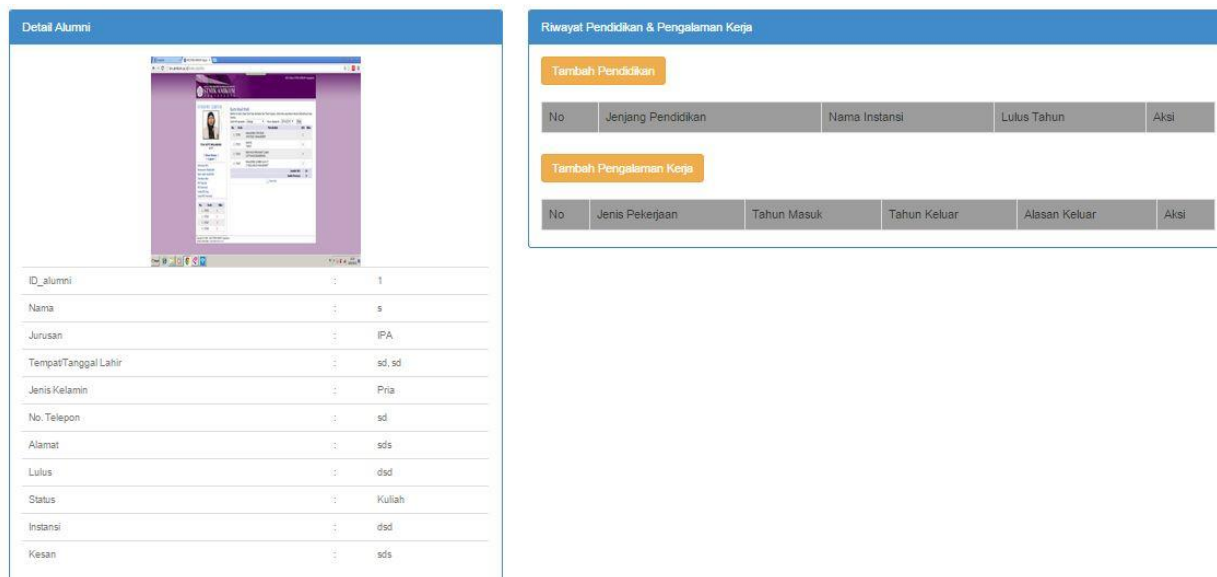 Detail Alumni
STMIK AMIKOM
ID_alumni : 1
Nama : s
Jurusan : IPA
Tempat/Tanggal Lahir : sd, sd
Jenis Kelamin : Pria
No. Telepon : sd
Alamat : sds
Lulus : dsd
Status : Kuliah
Instansi : dsd
Kesan : sds
Riwayat Pendidikan & Pengalaman Kerja
Tambah Pendidikan
No Jenjang Pendidikan Nama Instansi Lulus Tahun Aksi
Tambah Pengalaman Kerja
No Jenis Pekerjaan Tahun Masuk Tahun Keluar Alasan Keluar Aksi